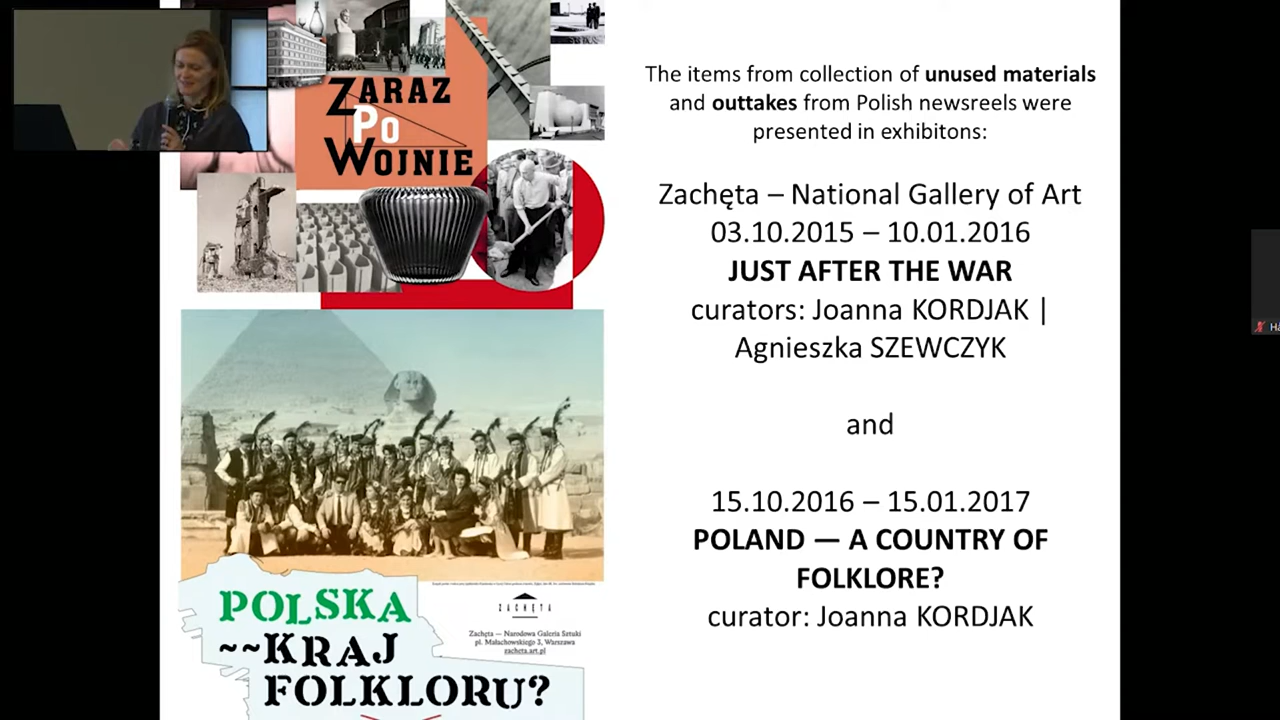 ZARAZ
PO
WOJNIE
The items from collection of unused materials
and outtakes from Polish newsreels were
presented in exhibitons:
Zachęta – National Gallery of Art
03.10.2015 – 10.01.2016
JUST AFTER THE WAR
curators: Joanna KORDJAK |
Agnieszka SZEWCZYK
and
15.10.2016 – 15.01.2017
POLAND — A COUNTRY OF
FOLKLORE?
curator: Joanna KORDJAK
POLSKA
~~KRAJ
FOLKLORU?
ZACHĘTA
Zachęta — Narodowa Galeria Sztuki
pl. Małachowskiego 3, Warszawa
zacheta.art.pl